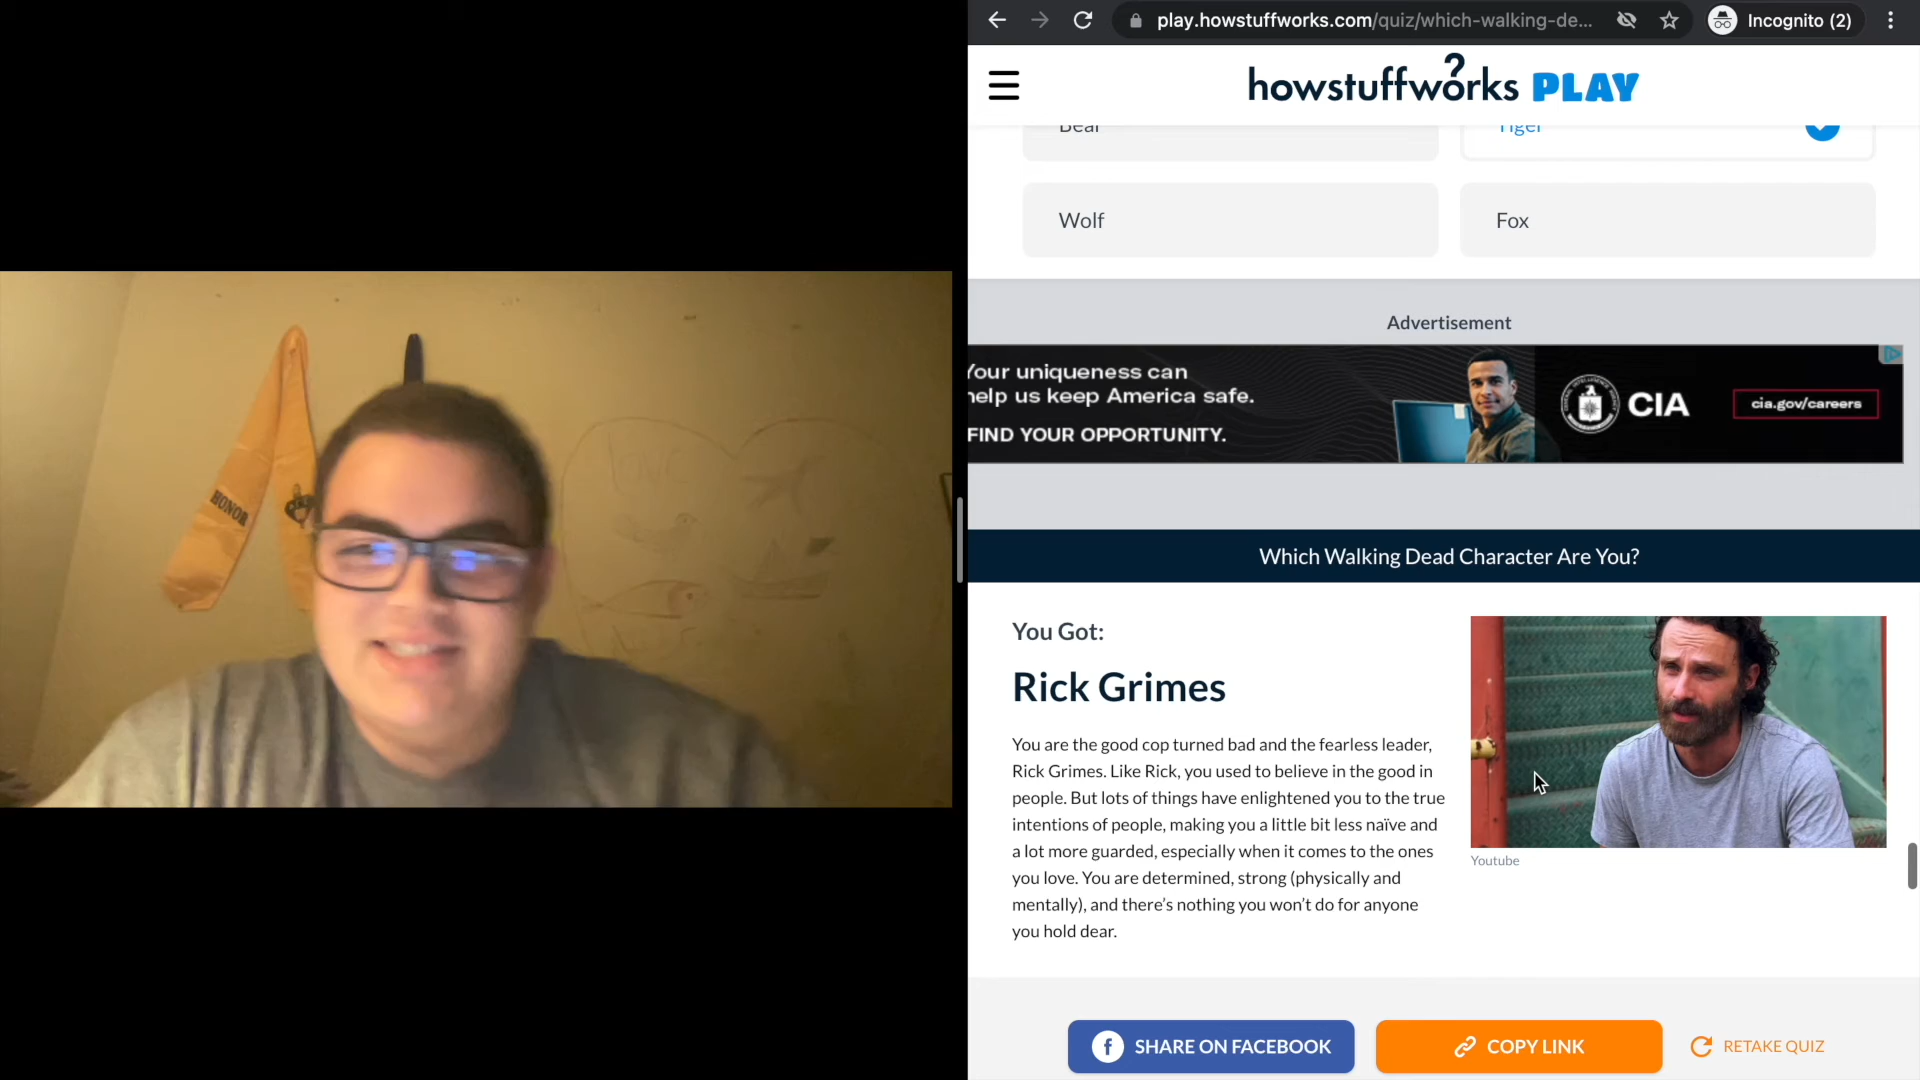 HONOR
play.howstuffworks.com/quiz/which-walking-de...
Incognito (2)
howstuffworks PLAY
Bear
Tiger
Wolf
Fox
Advertisement
Your uniqueness can
help us keep America safe.
FIND YOUR OPPORTUNITY.
CIA
cia.gov/careers
Which Walking Dead Character Are You?
You Got:
Rick Grimes
You are the good cop turned bad and the fearless leader,
Rick Grimes. Like Rick, you used to believe in the good in
people. But lots of things have enlightened you to the true
intentions of people, making you a little bit less naïve and
a lot more guarded, especially when it comes to the ones
you love. You are determined, strong (physically and
mentally), and there's nothing you won't do for anyone
you hold dear.
Youtube
SHARE ON FACEBOOK
COPY LINK
RETAKE QUIZ